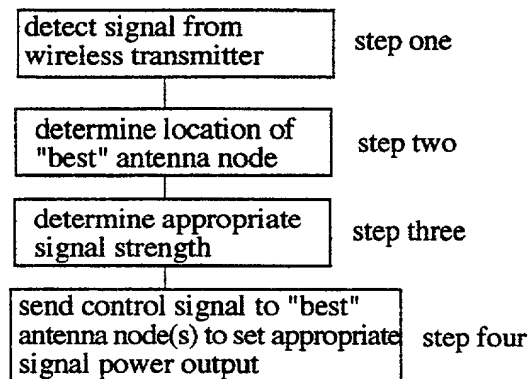 detect signal from
wireless transmitter
step one
determine location of
"best" antenna node
step two
determine appropriate
signal strength
step three
send control signal to "best"
antenna node(s) to set appropriate
signal power output
step four